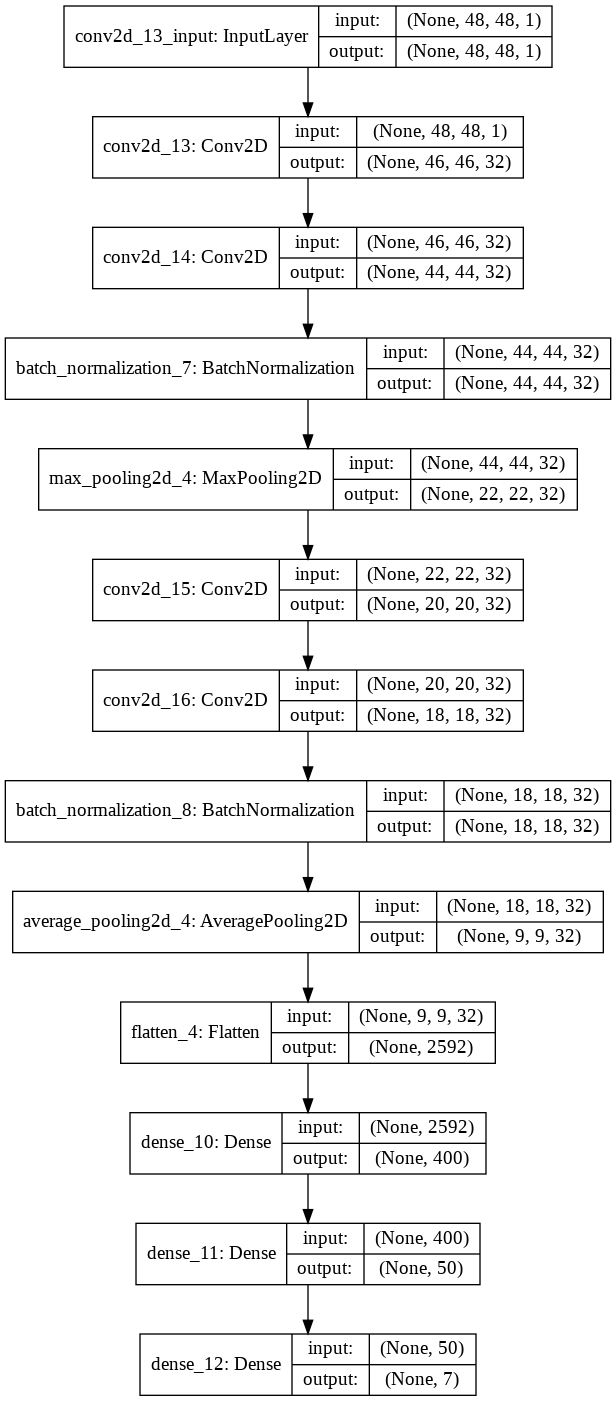 conv2d_13_input: InputLayer
input: (None, 48, 48, 1)
output: (None, 48, 48, 1)
conv2d_13: Conv2D
input: (None, 48, 48, 1)
output: (None, 46, 46, 32)
conv2d_14: Conv2D
input: (None, 46, 46, 32)
output: (None, 44, 44, 32)
batch_normalization_7: BatchNormalization
input: (None, 44, 44, 32)
output: (None, 44, 44, 32)
max_pooling2d_4: MaxPooling2D
input: (None, 44, 44, 32)
output: (None, 22, 22, 32)
conv2d_15: Conv2D
input: (None, 22, 22, 32)
output: (None, 20, 20, 32)
conv2d_16: Conv2D
input: (None, 20, 20, 32)
output: (None, 18, 18, 32)
batch_normalization_8: BatchNormalization
input: (None, 18, 18, 32)
output: (None, 18, 18, 32)
average_pooling2d_4: AveragePooling2D
input: (None, 18, 18, 32)
output: (None, 9, 9, 32)
flatten_4: Flatten
input: (None, 9, 9, 32)
output: (None, 2592)
dense_10: Dense
input: (None, 2592)
output: (None, 400)
dense_11: Dense
input: (None, 400)
output: (None, 50)
dense_12: Dense
input: (None, 50)
output: (None, 7)